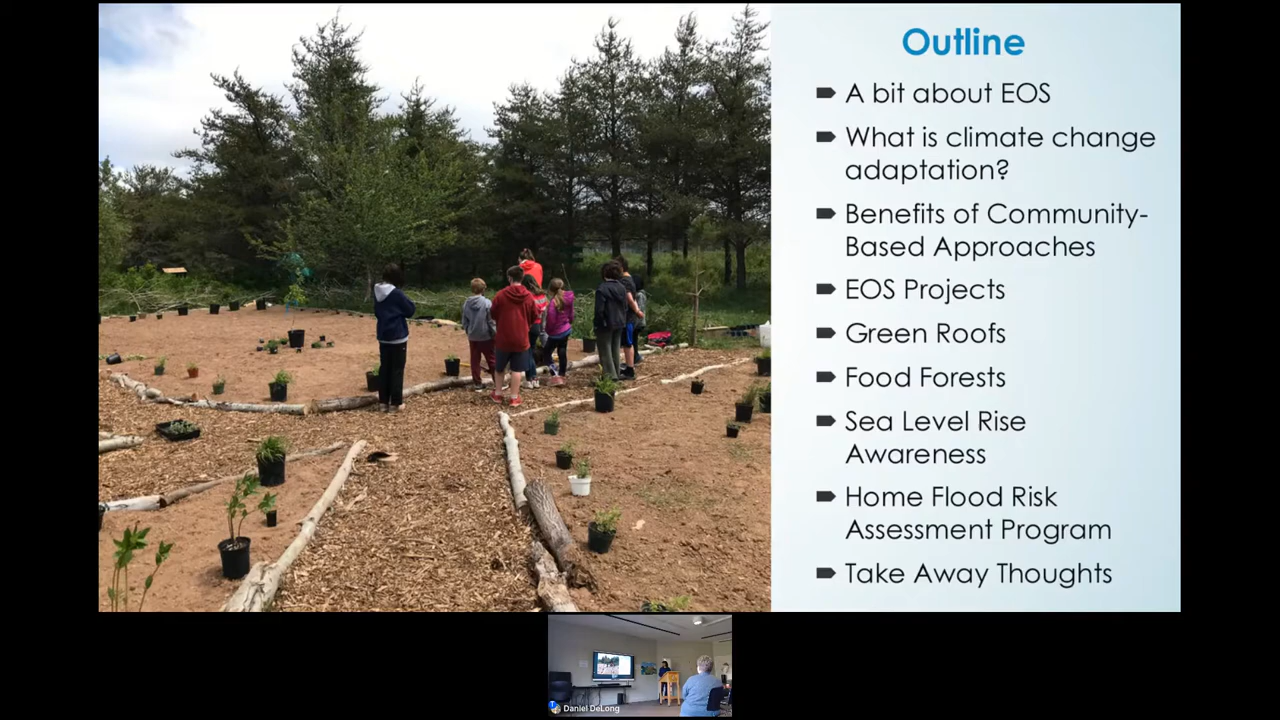 Outline
A bit about EOS
What is climate change
adaptation?
Benefits of Community-
Based Approaches
EOS Projects
Green Roofs
Food Forests
Sea Level Rise
Awareness
Home Flood Risk
Assessment Program
Take Away Thoughts
Daniel DeLong